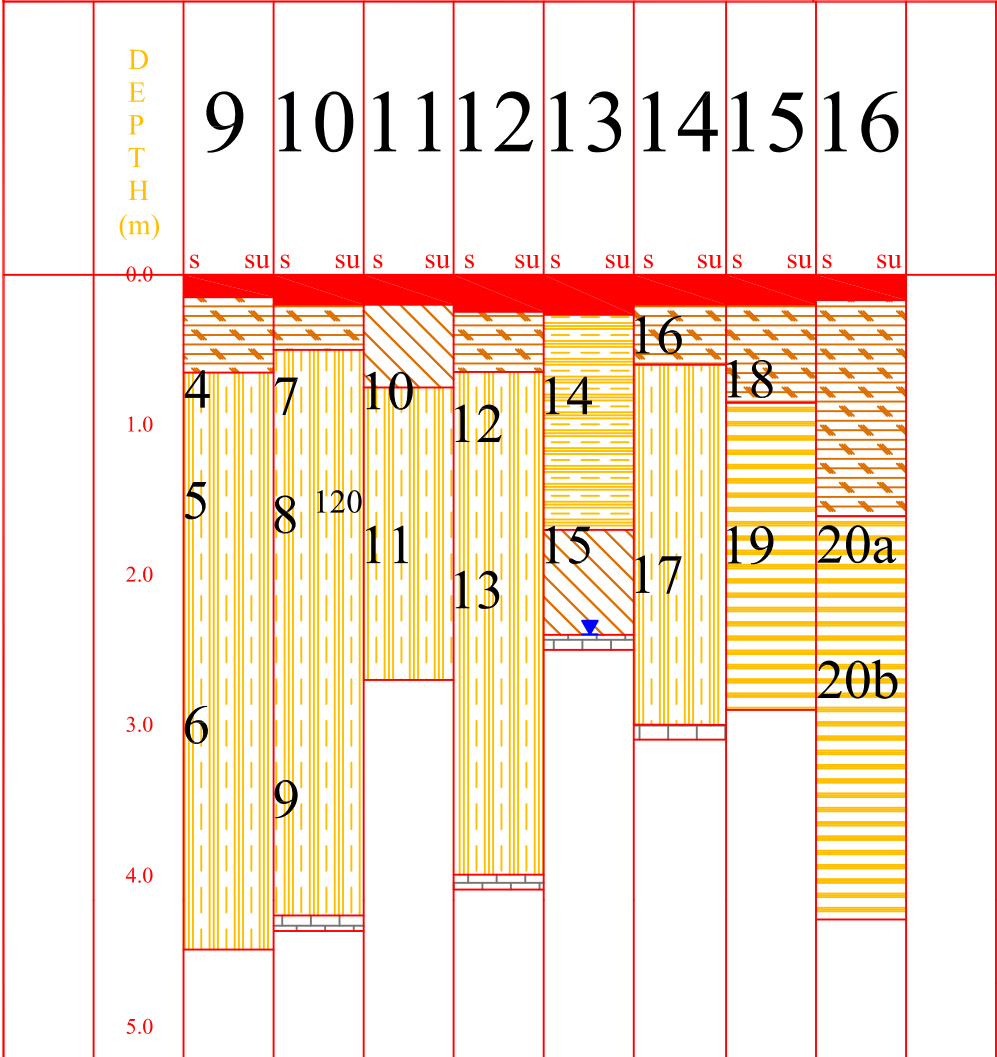 D
E
P
T
H
(m)
9 10 11 12 13 14 15 16
s su s su s su s su s su s su s su s su
0.0
16
18
4 7 10 14
12
1.0
5 8 120
11 15 19 20a
2.0
13 17
20b
3.0
6
9
4.0
5.0